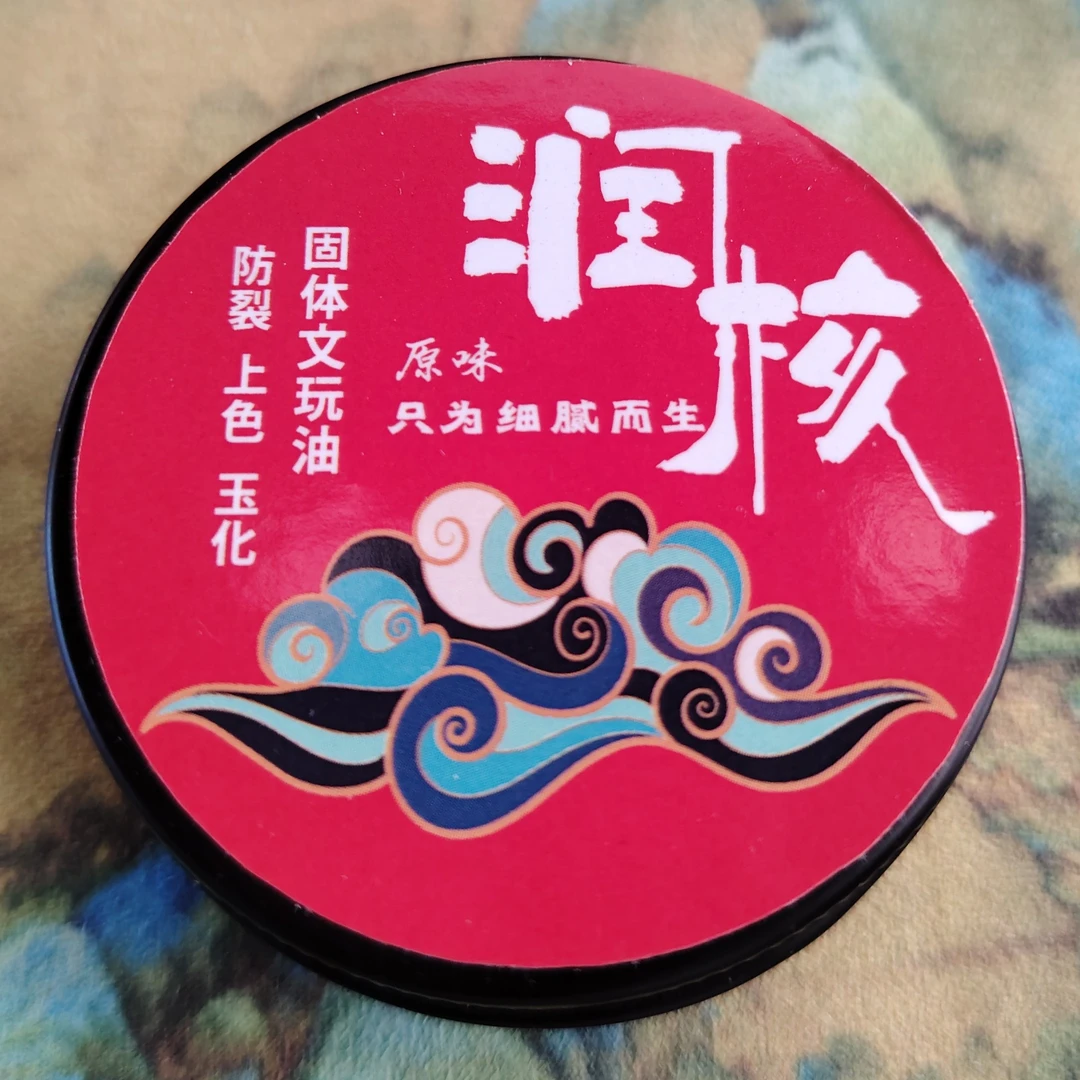 润核
原味
只为细腻而生
固体文玩油
防裂 上色 玉化